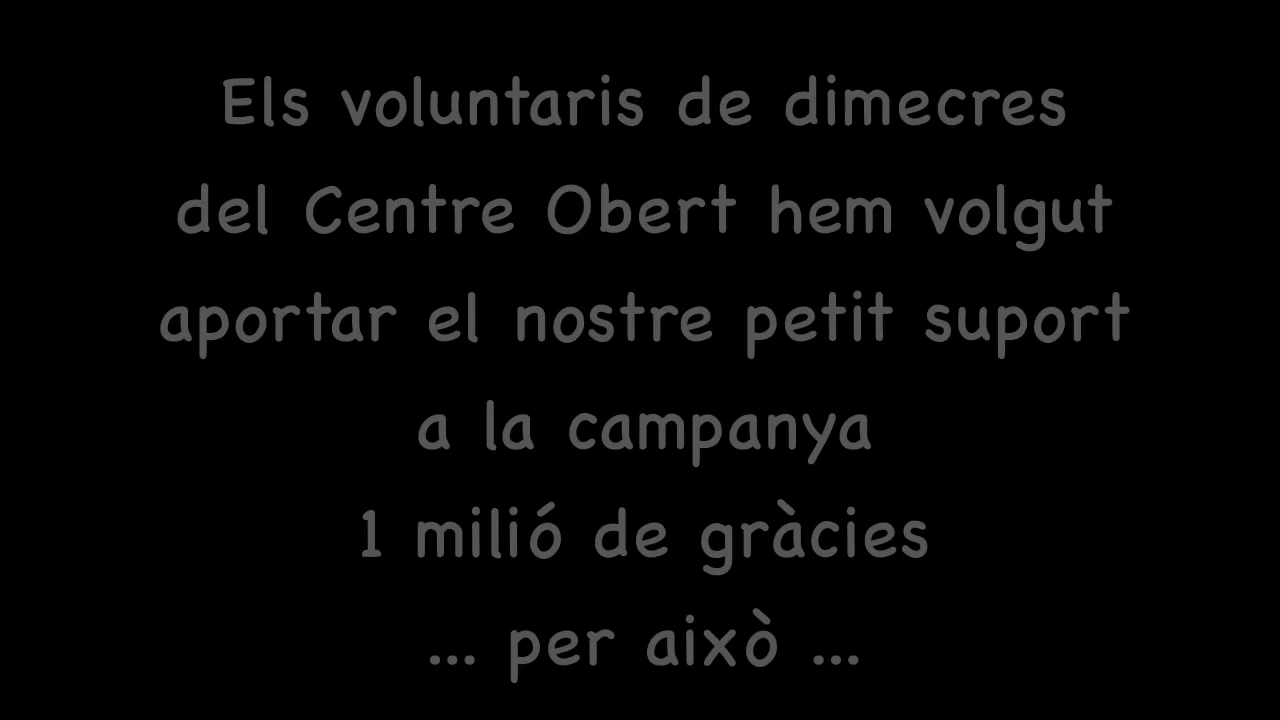 Els voluntaris de dimecres
del Centre Obert hem volgut
aportar el nostre petit suport
a la campanya
1 milió de gràcies
... per això ...